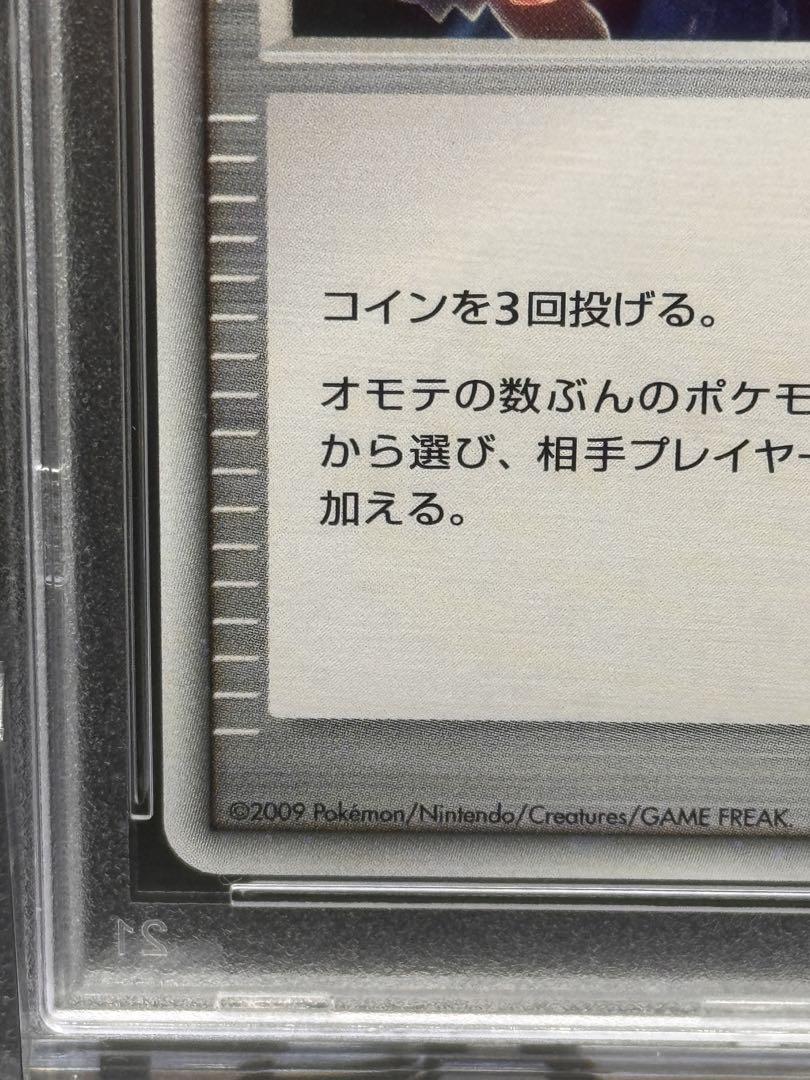 コインを3回投げる。
オモテの数ぶんのポケモ
から選び、相手プレイヤー
加える。
©2009 Pokémon/Nintendo/Creatures/GAME FREAK.
21